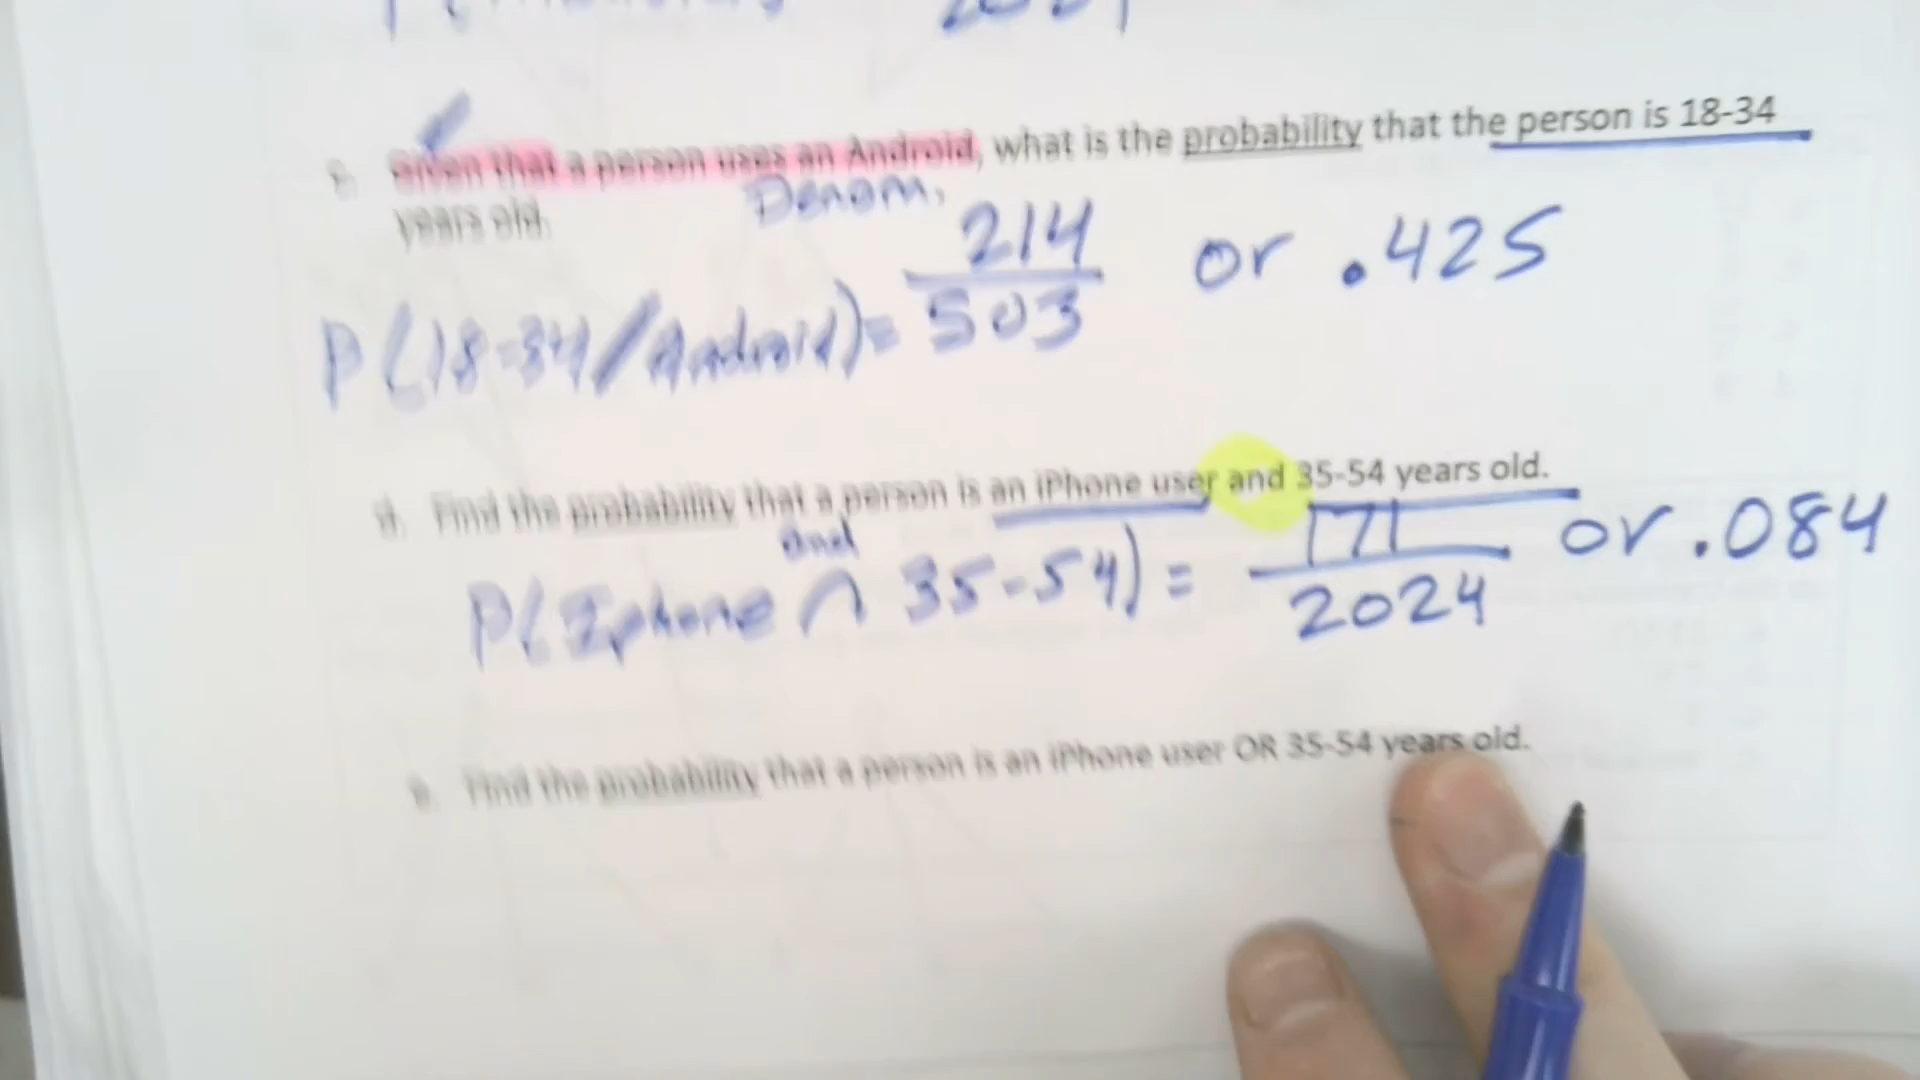 c. Given that a person uses an Android, what is the probability that the person is 18-34
years old.
Denom.
P(18-34/Android)= 214/503 or .425
d. Find the probability that a person is an iPhone user and 35-54 years old.
and
P(Iphone ∩ 35-54) = 171/2024 or .084
e. Find the probability that a person is an iPhone user OR 35-54 years old.